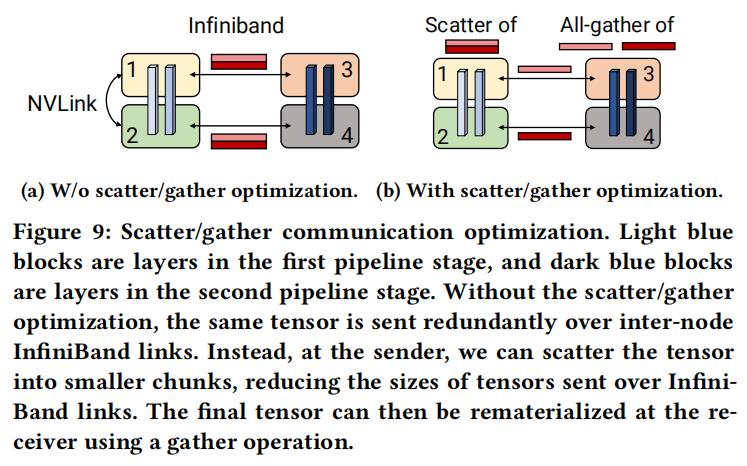 Infiniband
Scatter of
All-gather of
1
3
NVLink
2
4
1
3
2
4
(a) W/o scatter/gather optimization.
(b) With scatter/gather optimization.
Figure 9: Scatter/gather communication optimization. Light blue
blocks are layers in the first pipeline stage, and dark blue blocks
are layers in the second pipeline stage. Without the scatter/gather
optimization, the same tensor is sent redundantly over inter-node
InfiniBand links. Instead, at the sender, we can scatter the tensor
into smaller chunks, reducing the sizes of tensors sent over Infini-
Band links. The final tensor can then be rematerialized at the re-
ceiver using a gather operation.